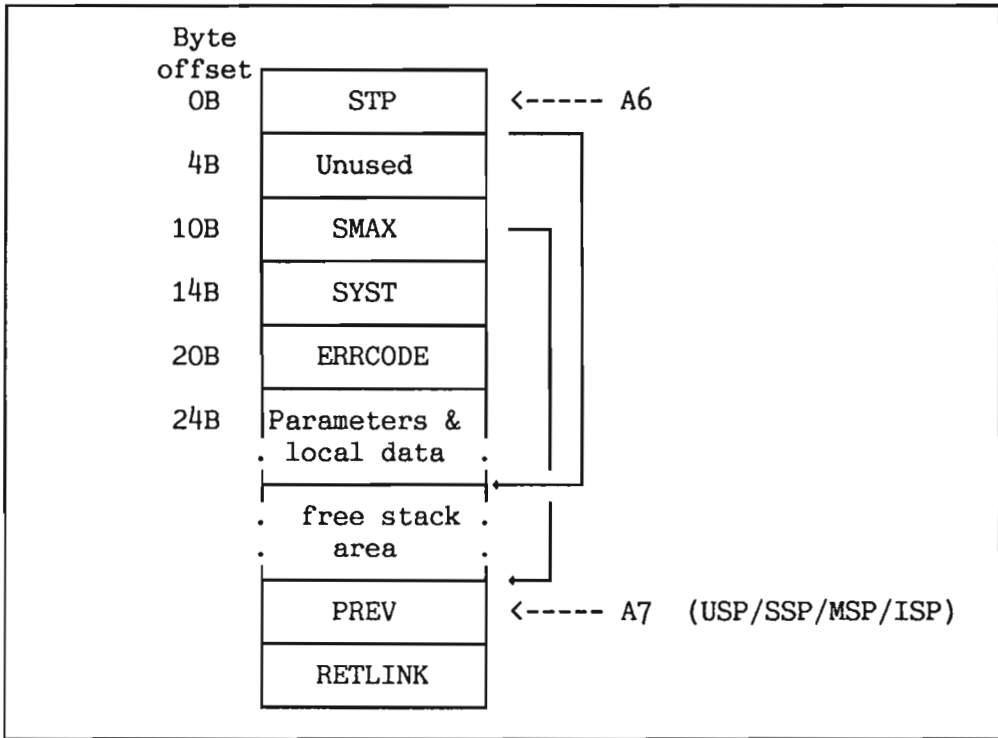 Byte
offset
0B STP <----- A6
4B Unused
10B SMAX
14B SYST
20B ERRCODE
24B Parameters &
. local data .
. free stack .
. area .
PREV <----- A7 (USP/SSP/MSP/ISP)
RETLINK